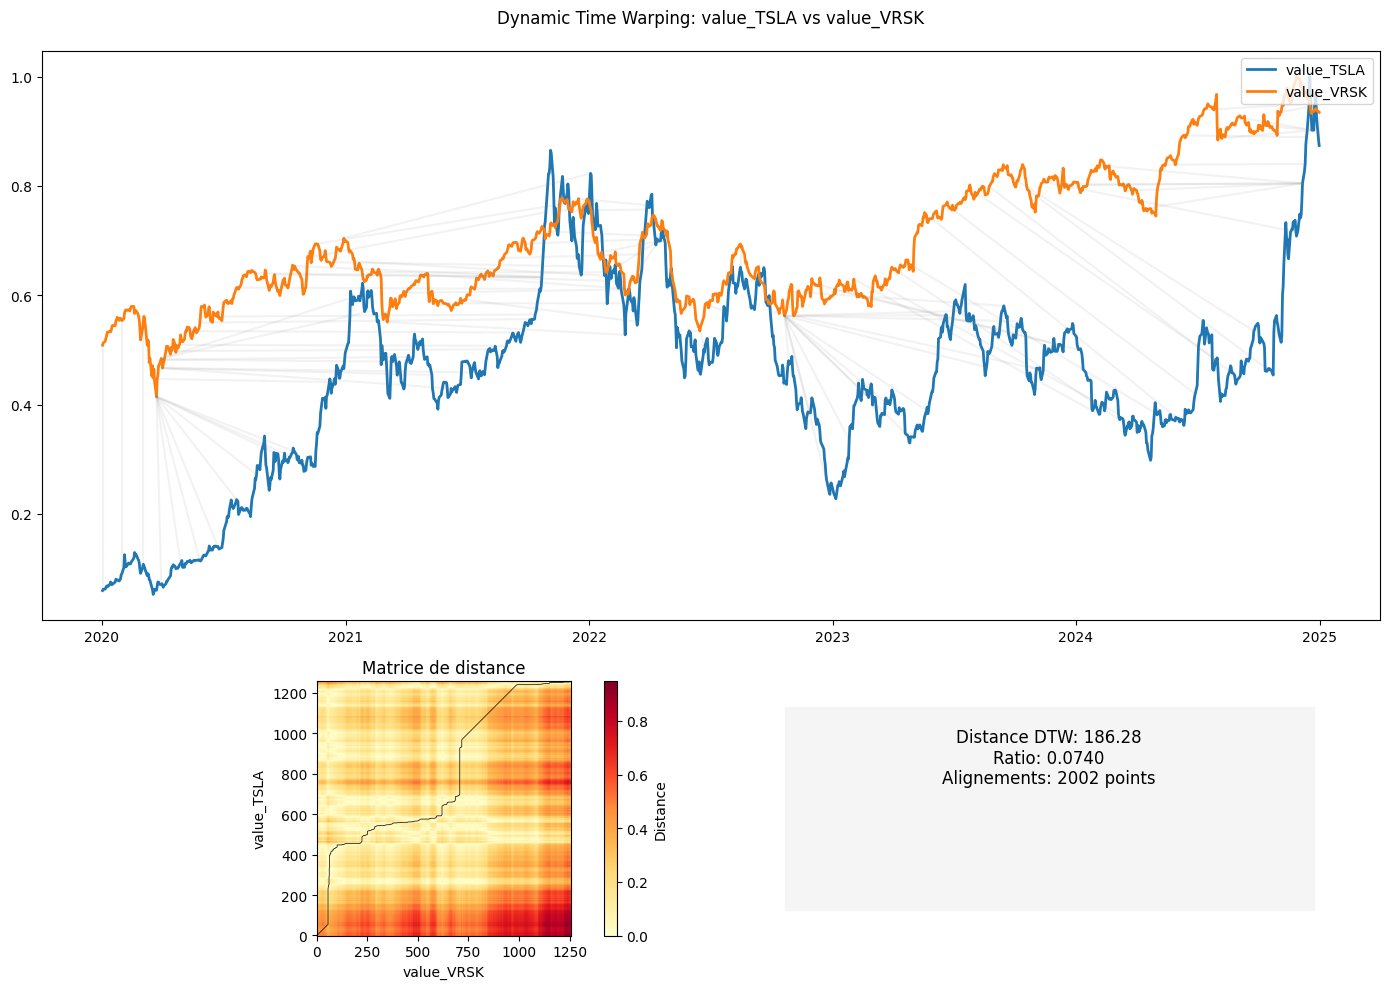 Dynamic Time Warping: value_TSLA vs value_VRSK
value_TSLA
value_VRSK
1.0
0.8
0.6
0.4
0.2
2020 2021 2022 2023 2024 2025
Matrice de distance
value_TSLA
1200
1000
800
600
400
200
0
0 250 500 750 1000 1250
value_VRSK
0.8
0.6
0.4
0.2
0.0
Distance
Distance DTW: 186.28
Ratio: 0.0740
Alignements: 2002 points